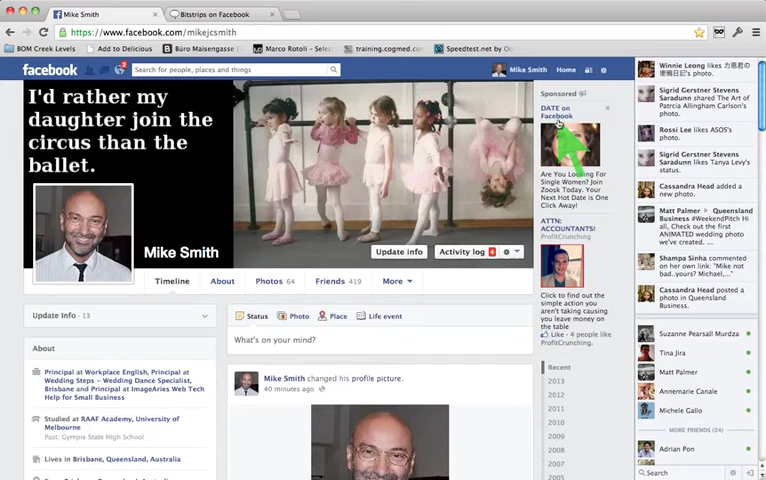 Mike Smith
Bitstrips on Facebook
https://www.facebook.com/mikejcsmith
BOM Creek Levels
Add to Delicious
Büro Maisengasse
Marco Rotoli - Selec...
training.cogmed.com
Speedtest.net by Oo...
facebook
2
Search for people, places and things
Mike Smith
Home
I'd rather my
daughter join the
circus than the
ballet.
Mike Smith
Update info
Activity log 4
Timeline
About
Photos 64
Friends 419
More
Update Info · 13
About
Principal at Workplace English, Principal at
Wedding Steps - Wedding Dance Specialist,
Brisbane and Principal at ImageAries Web Tech
Help for Small Business
Studied at RAAF Academy, University of
Melbourne
Past: Gympie State High School
Lives in Brisbane, Queensland, Australia
Status
Photo
Place
Life event
What's on your mind?
Mike Smith changed his profile picture.
40 minutes ago
Sponsored
DATE on
Facebook
Are You Looking For
Single Women? Join
Zoosk Today. Your
Next Hot Date is One
Click Away!
ATTN:
ACCOUNTANTS!
ProfitCrunching
Click to find out the
simple action you
aren't taking causing
you leave money on
the table
Like · 4 people like
ProfitCrunching.
Recent
2013
2012
2011
2010
2009
2008
2007
2005
Winnie Leong likes
photo.
Sigrid Gerstner Stevens
Saradunn shared The Art of
Patrcia Allingham Carlson's
photo.
Rossi Lee likes ASOS's
photo.
Sigrid Gerstner Stevens
Saradunn likes Tanya Levy's
status.
Cassandra Head added a
new photo.
Matt Palmer ▸ Queensland
Business
#WeekendPitch Hi
all, Check out the first
ANIMATED wedding photo
we've created. ...
Shampa Sinha commented
on her own link: "Mike not
bad..yours? Michael,..."
Cassandra Head posted a
photo in Queensland
Business.
Suzanne Pearsall Murdza
Tina Jira
Matt Palmer
Annemarie Canale
Michele Gallo
MORE FRIENDS (24)
Adrian Pon
Search